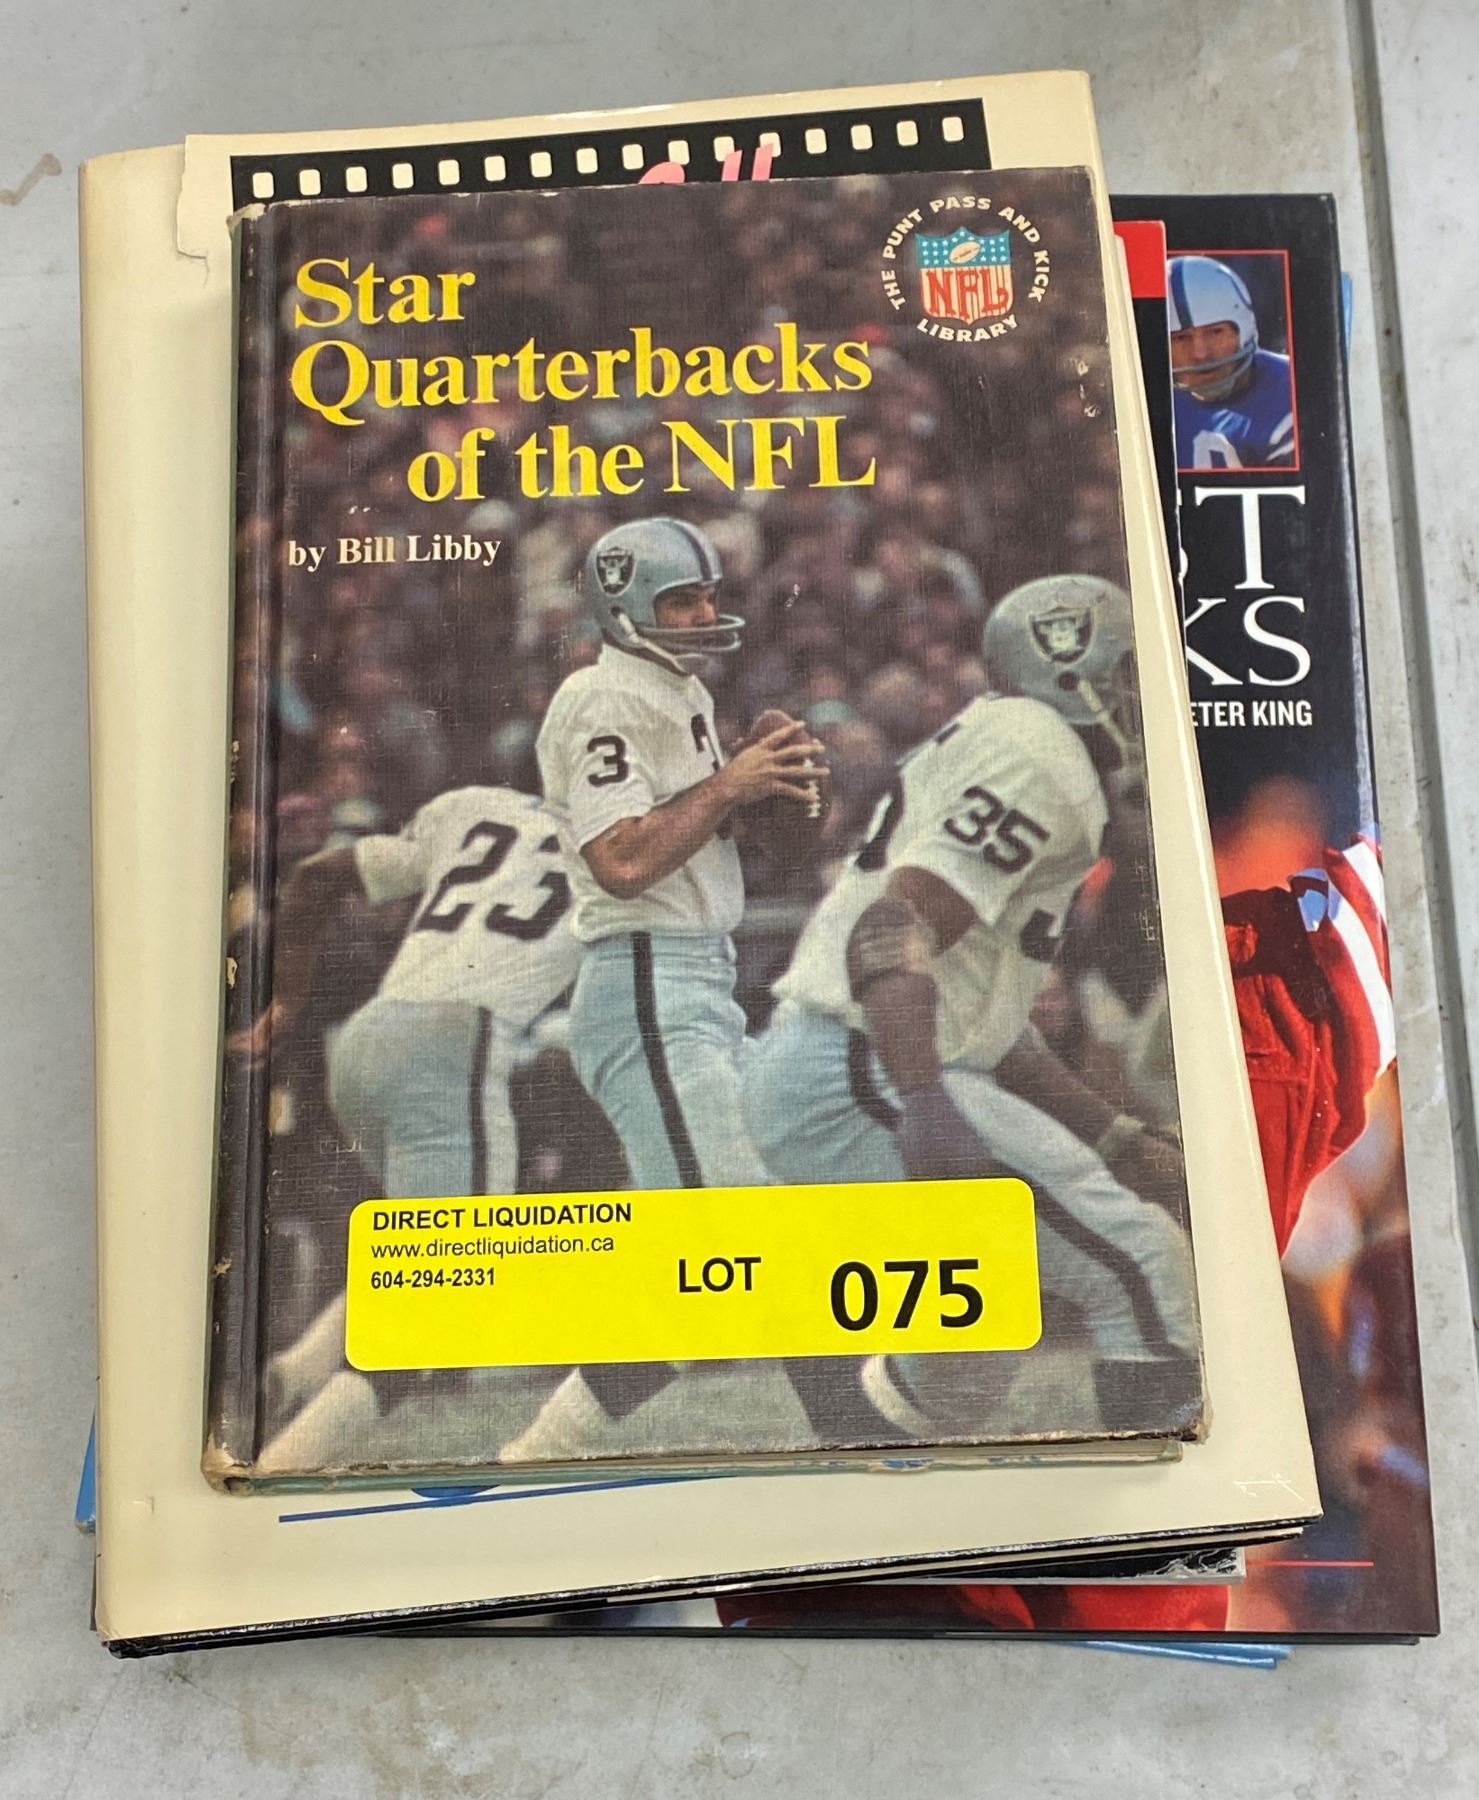 Star
Quarterbacks
of the NFL
by Bill Libby
THE PUNT PASS AND KICK
NFL
LIBRARY
3
23
35
DIRECT LIQUIDATION
www.directliquidation.ca
604-294-2331
LOT 075
ST
KS
ETER KING